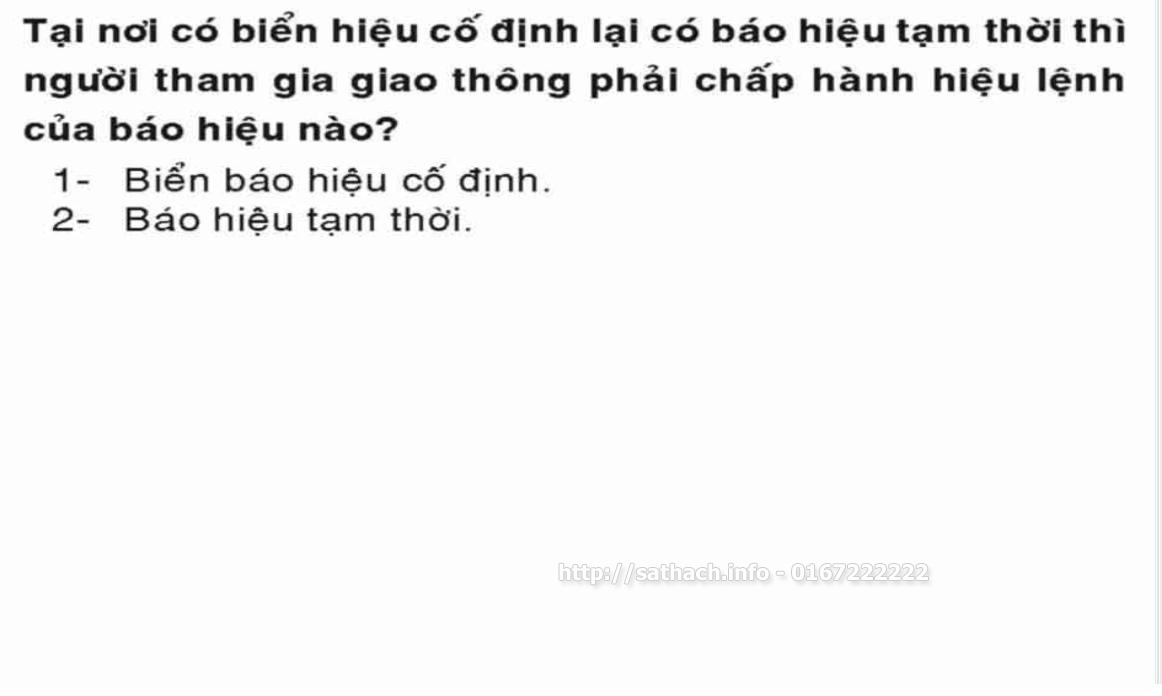 Tại nơi có biển hiệu cố định lại có báo hiệu tạm thời thì
người tham gia giao thông phải chấp hành hiệu lệnh
của báo hiệu nào?
1- Biển báo hiệu cố định.
2- Báo hiệu tạm thời.
http://sathach.info - 0167222222